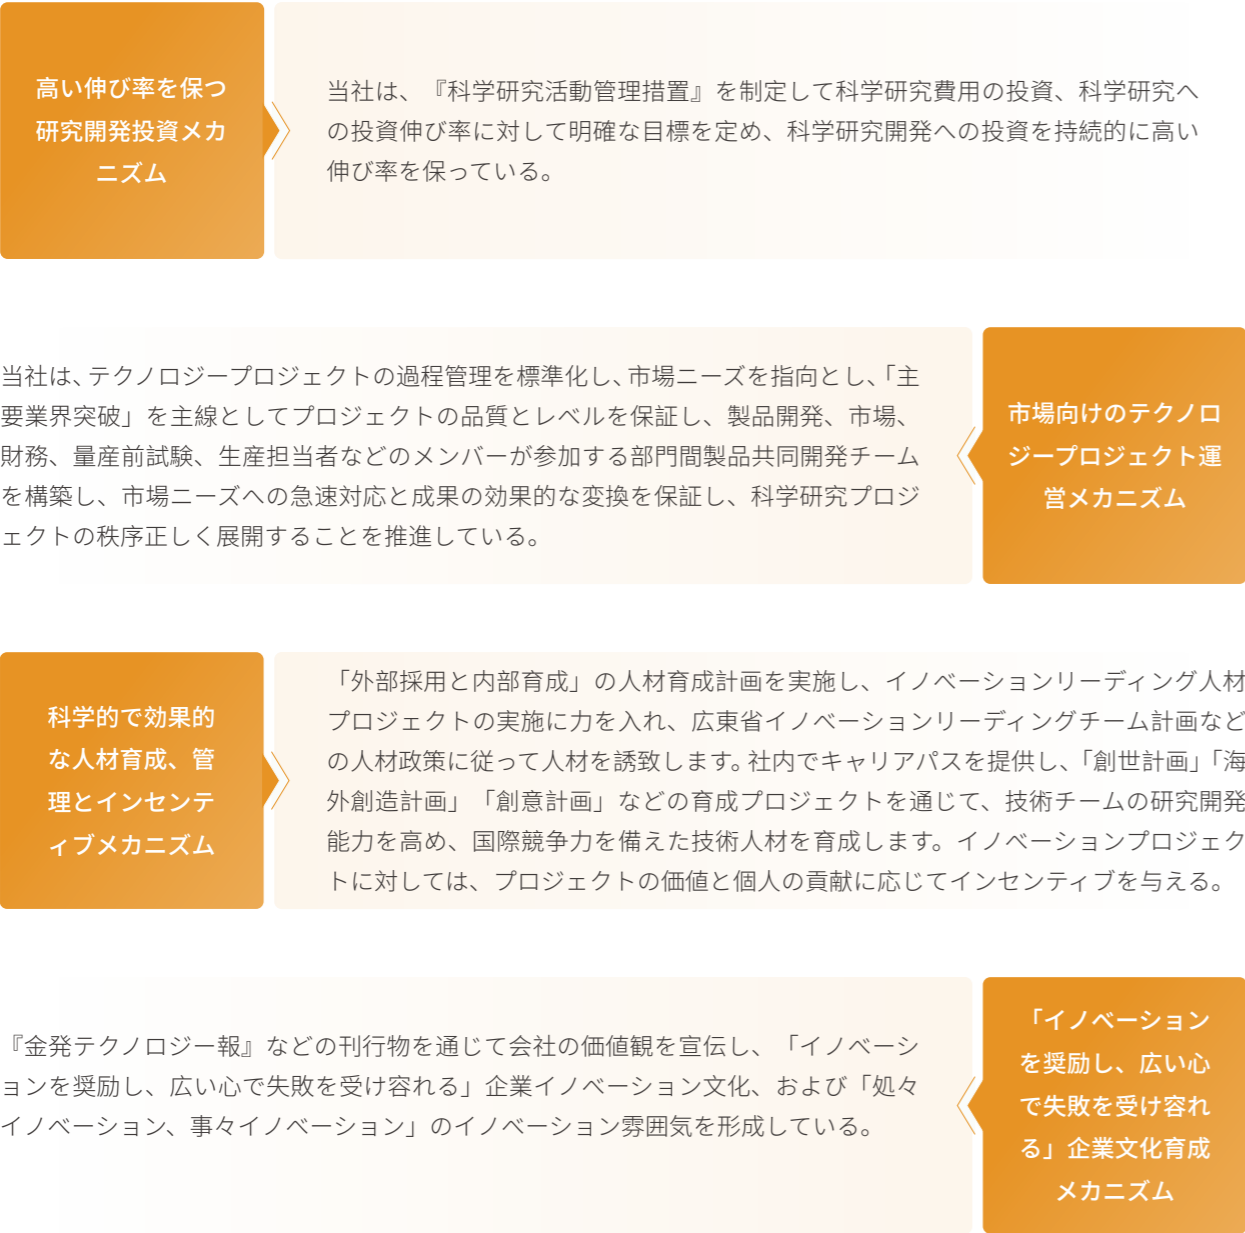 高い伸び率を保つ
研究開発投資メカ
ニズム
当社は、『科学研究活動管理措置』を制定して科学研究費用の投資、科学研究へ
の投資伸び率に対して明確な目標を定め、科学研究開発への投資を持続的に高い
伸び率を保っている。
当社は、テクノロジープロジェクトの過程管理を標準化し、市場ニーズを指向とし、「主
要業界突破」を主線としてプロジェクトの品質とレベルを保証し、製品開発、市場、
財務、量産前試験、生産担当者などのメンバーが参加する部門間製品共同開発チーム
を構築し、市場ニーズへの急速対応と成果の効果的な変換を保証し、科学研究プロジ
ェクトの秩序正しく展開することを推進している。
市場向けのテクノロ
ジープロジェクト運
営メカニズム
科学的で効果的
な人材育成、管
理とインセンテ
ィブメカニズム
「外部採用と内部育成」の人材育成計画を実施し、イノベーションリーディング人材
プロジェクトの実施に力を入れ、広東省イノベーションリーディングチーム計画など
の人材政策に従って人材を誘致します。社内でキャリアパスを提供し、「創世計画」「海
外創造計画」「創意計画」などの育成プロジェクトを通じて、技術チームの研究開発
能力を高め、国際競争力を備えた技術人材を育成します。イノベーションプロジェク
トに対しては、プロジェクトの価値と個人の貢献に応じてインセンティブを与える。
『金発テクノロジー報』などの刊行物を通じて会社の価値観を宣伝し、「イノベーシ
ョンを奨励し、広い心で失敗を受け容れる」企業イノベーション文化、および「処々
イノベーション、事々イノベーション」のイノベーション雰囲気を形成している。
「イノベーション
を奨励し、広い心
で失敗を受け容れ
る」企業文化育成
メカニズム